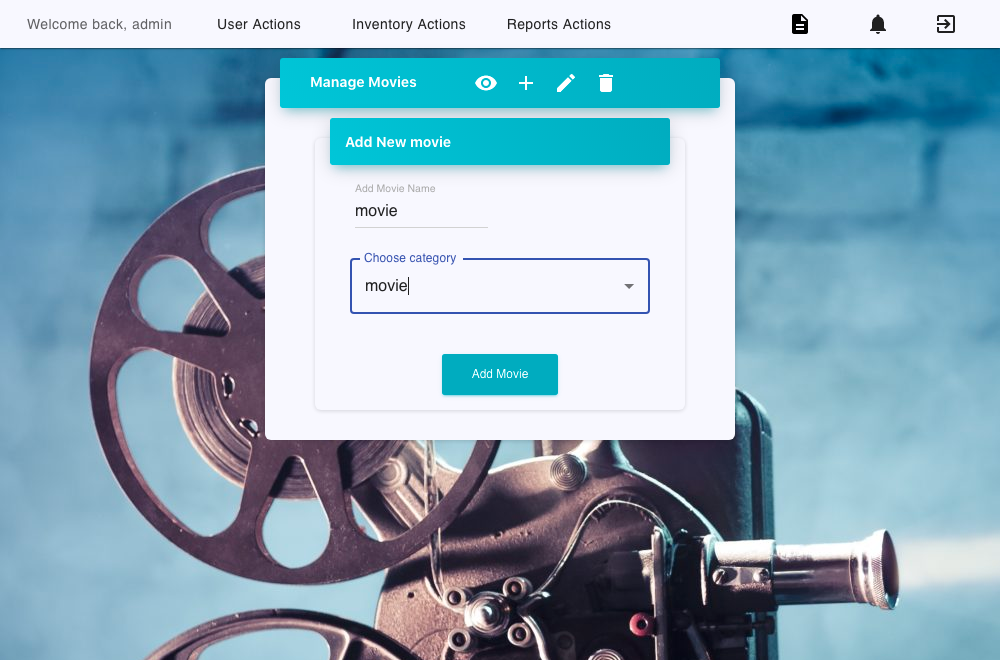 Welcome back, admin User Actions Inventory Actions Reports Actions
Manage Movies
Add New movie
Add Movie Name
movie
Choose category
movie
Add Movie